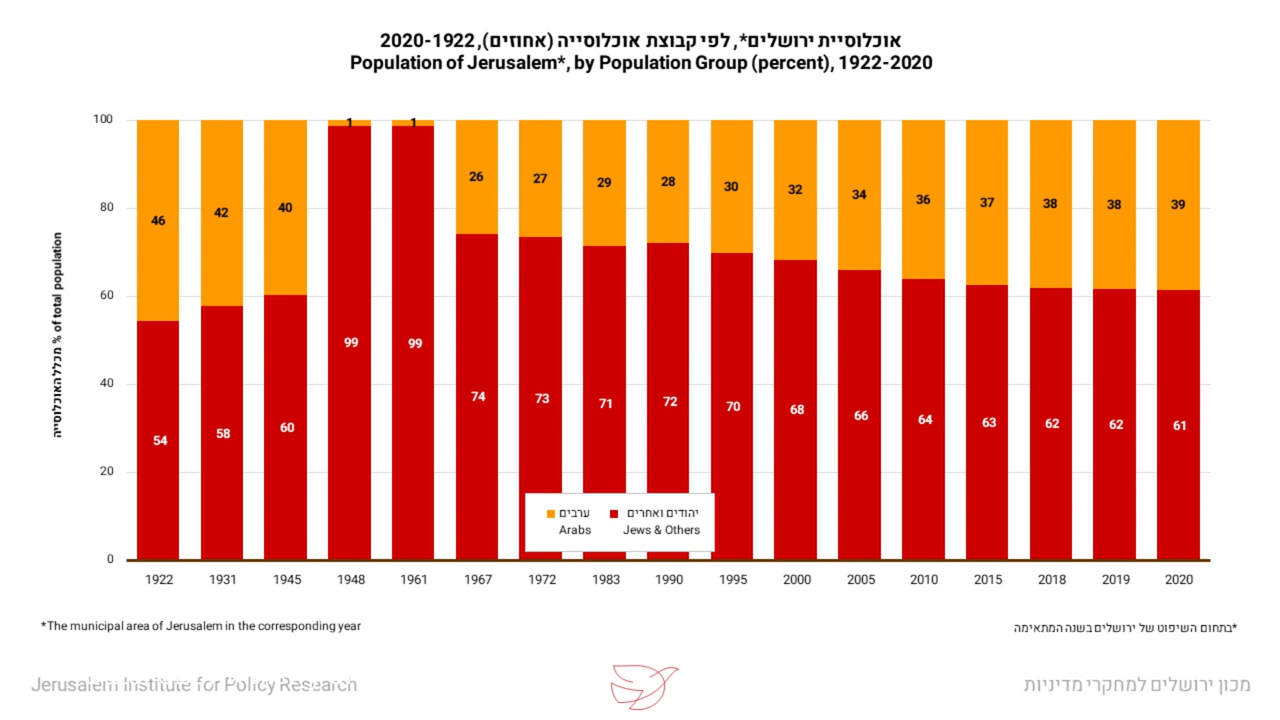 אוכלוסיית ירושלים*, לפי קבוצת אוכלוסייה (אחוזים), 2020-1922
Population of Jerusalem*, by Population Group (percent), 1922-2020
מכלל האוכלוסייה % of total population
100
80
60
40
20
0
46 42 40 1 1 26 27 29 28 30 32 34 36 37 38 38 39
54 58 60 99 99 74 73 71 72 70 68 66 64 63 62 62 61
ערבים יהודים ואחרים
Arabs Jews & Others
1922 1931 1945 1948 1961 1967 1972 1983 1990 1995 2000 2005 2010 2015 2018 2019 2020
*The municipal area of Jerusalem in the corresponding year
*בתחום השיפוט של ירושלים בשנה המתאימה
Jerusalem Institute for Policy Research
מכון ירושלים למחקרי מדיניות